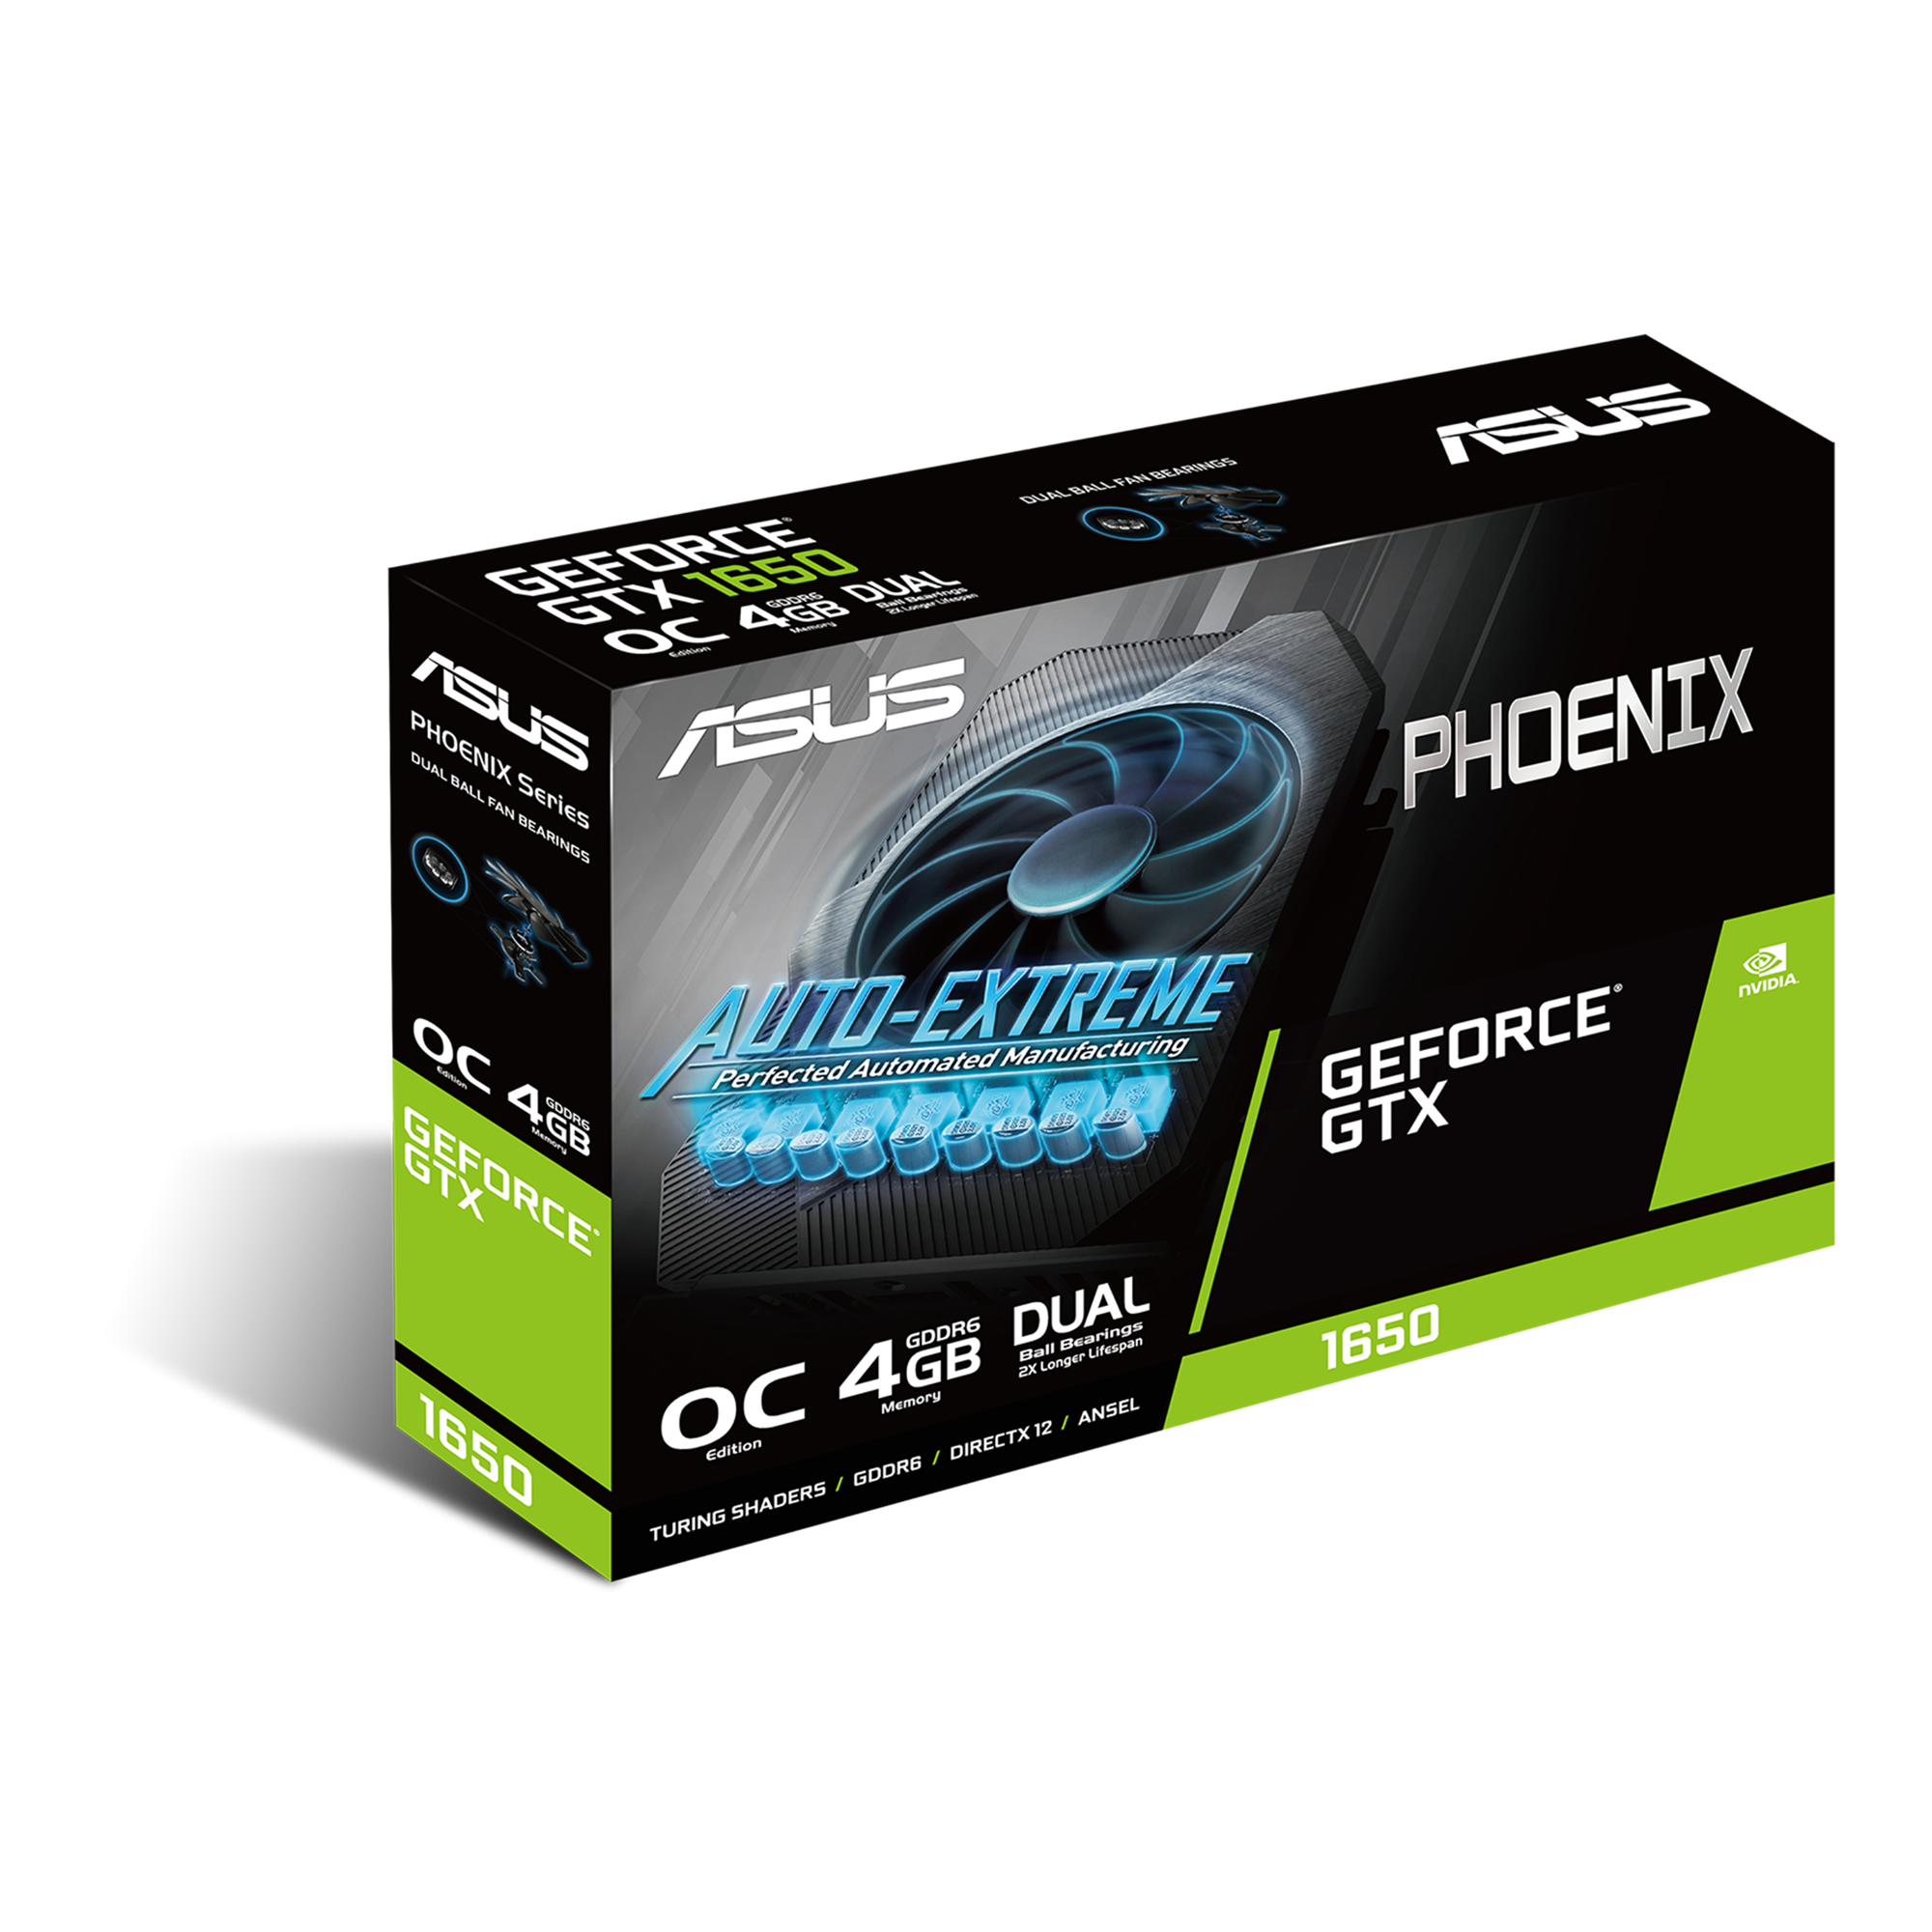 GEFORCE®
GTX 1650
OC
Edition
4GB
GDDR6
Memory
DUAL
Ball Bearings
2X Longer Lifespan
DUAL BALL FAN BEARINGS
ASUS
ASUS
PHOENIX Series
DUAL BALL FAN BEARINGS
OC
Edition
4GB
GDDR6
Memory
GEFORCE®
GTX
1650
ASUS
PHOENIX
AUTO-EXTREME
Perfected Automated Manufacturing
NVIDIA.
GEFORCE®
GTX
1650
OC
Edition
4GB
GDDR6
Memory
DUAL
Ball Bearings
2X Longer Lifespan
TURING SHADERS / GDDR6 / DIRECTX 12 / ANSEL